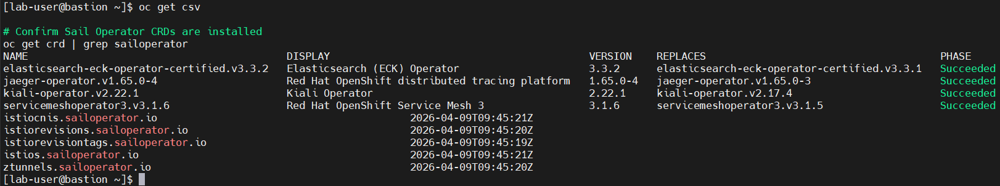 [lab-user@bastion ~]$ oc get csv
# Confirm Sail Operator CRDs are installed
oc get crd | grep sailoperator
NAME DISPLAY VERSION REPLACES PHASE
elasticsearch-eck-operator-certified.v3.3.2 Elasticsearch (ECK) Operator 3.3.2 elasticsearch-eck-operator-certified.v3.3.1 Succeeded
jaeger-operator.v1.65.0-4 Red Hat OpenShift distributed tracing platform 1.65.0-4 jaeger-operator.v1.65.0-3 Succeeded
kiali-operator.v2.22.1 Kiali Operator 2.22.1 kiali-operator.v2.17.4 Succeeded
servicemeshoperator3.v3.1.6 Red Hat OpenShift Service Mesh 3 3.1.6 servicemeshoperator3.v3.1.5 Succeeded
istiocnis.sailoperator.io 2026-04-09T09:45:21Z
istiorevisions.sailoperator.io 2026-04-09T09:45:20Z
istiorevisiontags.sailoperator.io 2026-04-09T09:45:19Z
istios.sailoperator.io 2026-04-09T09:45:21Z
ztunnels.sailoperator.io 2026-04-09T09:45:20Z
[lab-user@bastion ~]$